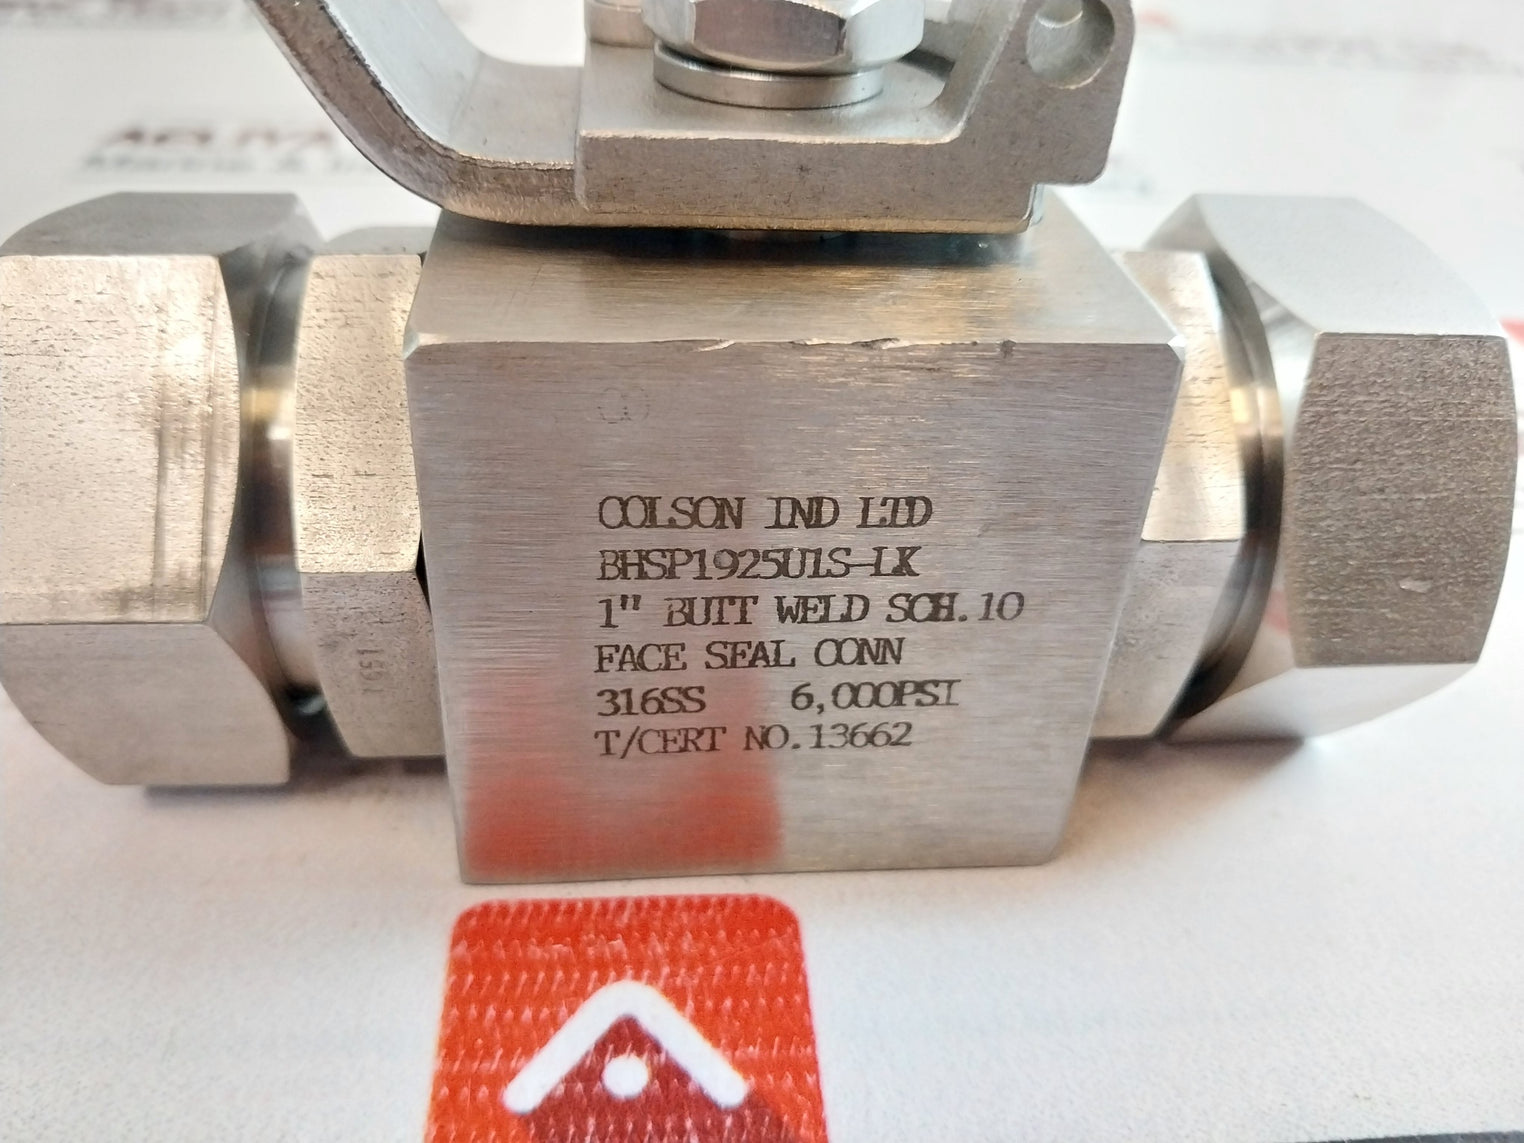 COLSON IND LTD
BHSP1925U1S-LK
1" BUTT WELD SCH.10
FACE SEAL CONN
316SS 6,000PSI
T/CERT NO.13662